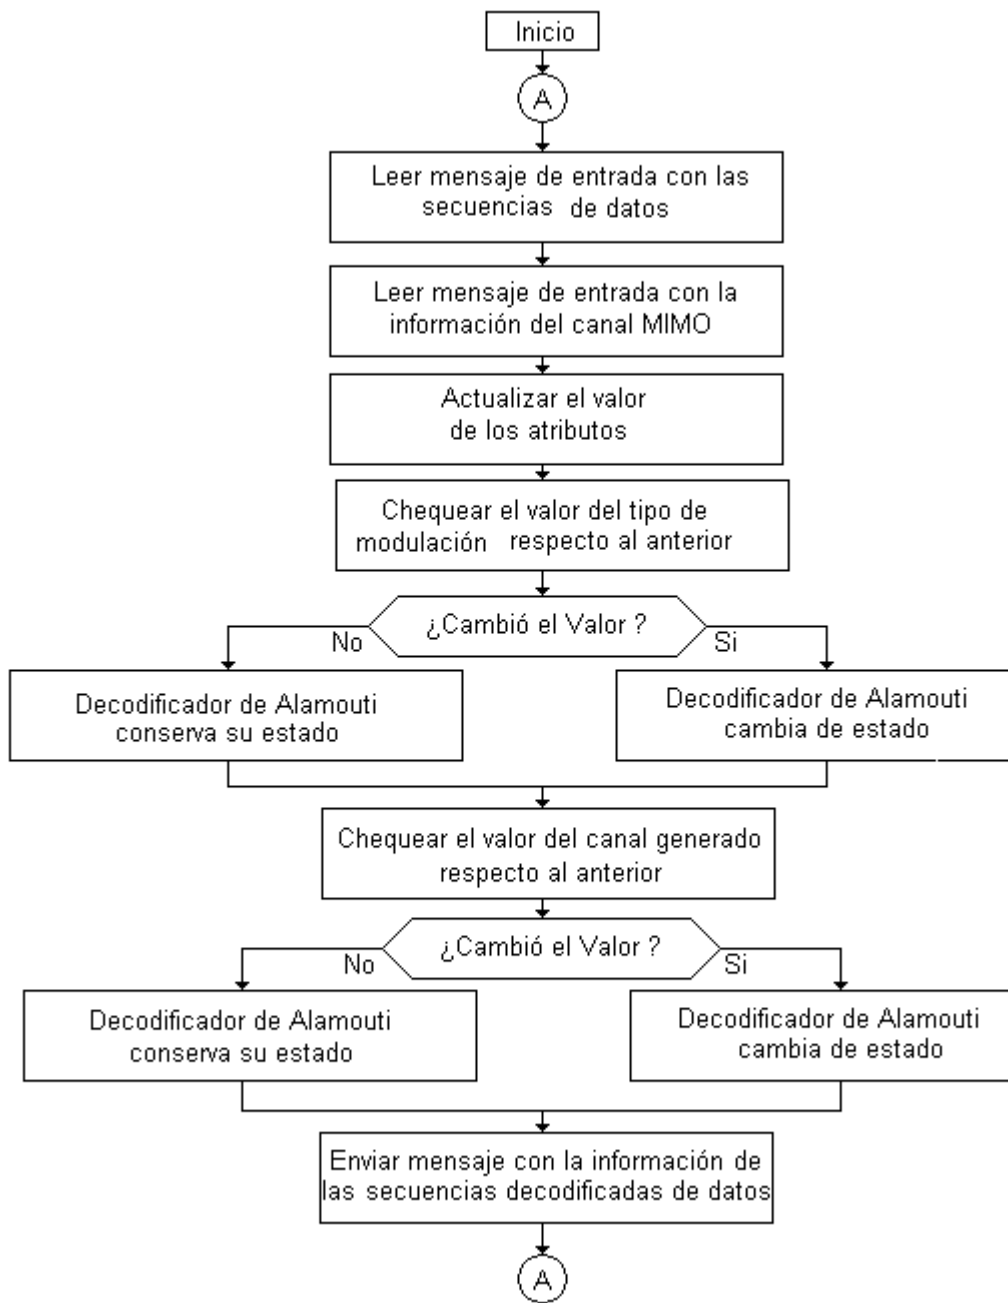 Inicio
A
Leer mensaje de entrada con las
secuencias de datos
Leer mensaje de entrada con la
información del canal MIMO
Actualizar el valor
de los atributos
Chequear el valor del tipo de
modulación respecto al anterior
¿Cambió el Valor ?
No
Si
Decodificador de Alamouti
conserva su estado
Decodificador de Alamouti
cambia de estado
Chequear el valor del canal generado
respecto al anterior
¿Cambió el Valor ?
No
Si
Decodificador de Alamouti
conserva su estado
Decodificador de Alamouti
cambia de estado
Enviar mensaje con la información de
las secuencias decodificadas de datos
A